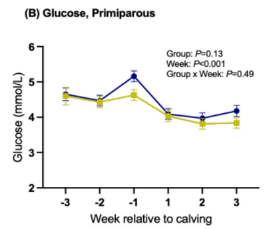 (B) Glucose, Primiparous
Group: P=0.13
Week: P<0.001
Group x Week: P=0.49
Glucose (mmol/L)
6
5
4
3
2
-3 -2 -1 1 2 3
Week relative to calving